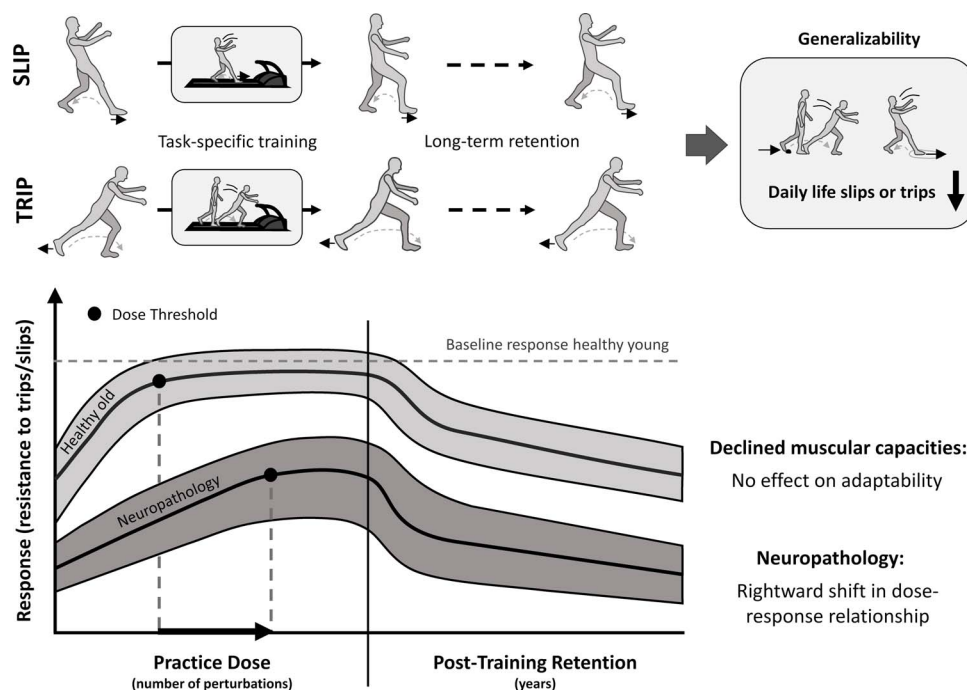 SLIP
Task-specific training
Long-term retention
TRIP
Generalizability
Daily life slips or trips
Response (resistance to trips/slips)
Dose Threshold
Baseline response healthy young
Healthy old
Neuropathology
Practice Dose
(number of perturbations)
Post-Training Retention
(years)
Declined muscular capacities:
No effect on adaptability
Neuropathology:
Rightward shift in dose-
response relationship